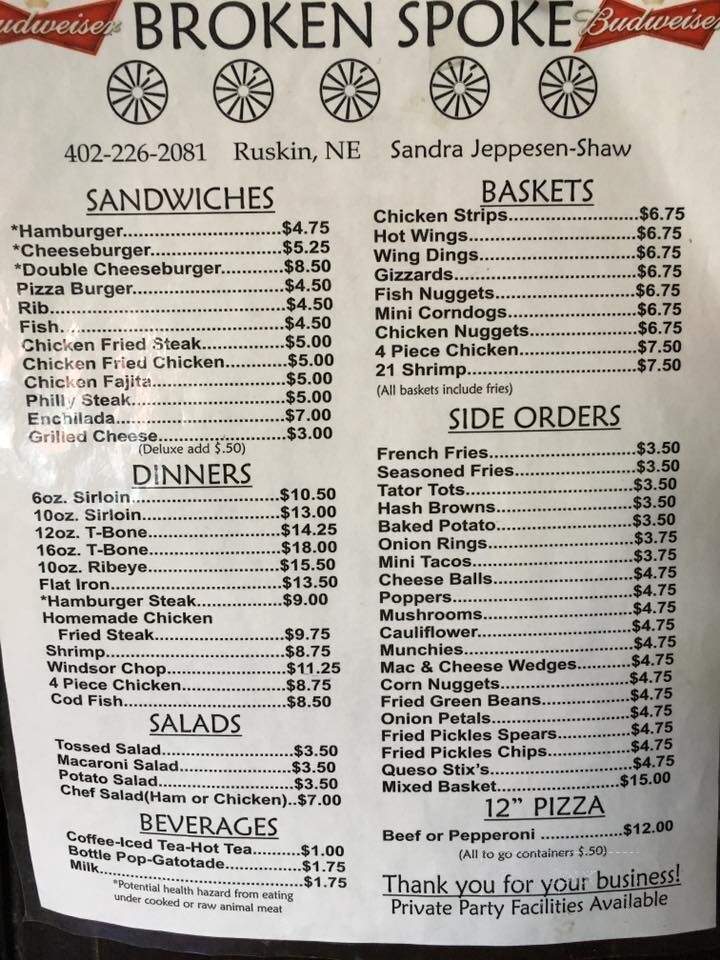 Budweiser BROKEN SPOKE Budweiser
402-226-2081 Ruskin, NE Sandra Jeppesen-Shaw
SANDWICHES
*Hamburger..............................$4.75
*Cheeseburger.........................$5.25
*Double Cheeseburger............$8.50
Pizza Burger............................$4.50
Rib...........................................$4.50
Fish..........................................$4.50
Chicken Fried Steak................$5.00
Chicken Fried Chicken............$5.00
Chicken Fajita..........................$5.00
Philly Steak.............................$5.00
Enchilada................................$7.00
Grilled Cheese........................$3.00
(Deluxe add $.50)
DINNERS
6oz. Sirloin..........................$10.50
10oz. Sirloin........................$13.00
12oz. T-Bone.......................$14.25
16oz. T-Bone.......................$18.00
10oz. Ribeye.......................$15.50
Flat Iron...............................$13.50
*Hamburger Steak...............$9.00
Homemade Chicken
Fried Steak.......................$9.75
Shrimp.................................$8.75
Windsor Chop.....................$11.25
4 Piece Chicken..................$8.75
Cod Fish..............................$8.50
SALADS
Tossed Salad......................$3.50
Macaroni Salad...................$3.50
Potato Salad.......................$3.50
Chef Salad(Ham or Chicken)..$7.00
BEVERAGES
Coffee-Iced Tea-Hot Tea.........$1.00
Bottle Pop-Gatotade..............$1.75
Milk........................................$1.75
*Potential health hazard from eating
under cooked or raw animal meat
BASKETS
Chicken Strips.......................$6.75
Hot Wings..............................$6.75
Wing Dings............................$6.75
Gizzards................................$6.75
Fish Nuggets.........................$6.75
Mini Corndogs.......................$6.75
Chicken Nuggets...................$6.75
4 Piece Chicken.....................$7.50
21 Shrimp..............................$7.50
(All baskets include fries)
SIDE ORDERS
French Fries...........................$3.50
Seasoned Fries......................$3.50
Tator Tots...............................$3.50
Hash Browns.........................$3.50
Baked Potato.........................$3.50
Onion Rings...........................$3.75
Mini Tacos..............................$3.75
Cheese Balls..........................$4.75
Poppers..................................$4.75
Mushrooms............................$4.75
Cauliflower.............................$4.75
Munchies................................$4.75
Mac & Cheese Wedges..........$4.75
Corn Nuggets.........................$4.75
Fried Green Beans.................$4.75
Onion Petals...........................$4.75
Fried Pickles Spears..............$4.75
Fried Pickles Chips................$4.75
Queso Stix's...........................$4.75
Mixed Basket.........................$15.00
12" PIZZA
Beef or Pepperoni ................$12.00
(All to go containers $.50)
Thank you for your business!
Private Party Facilities Available